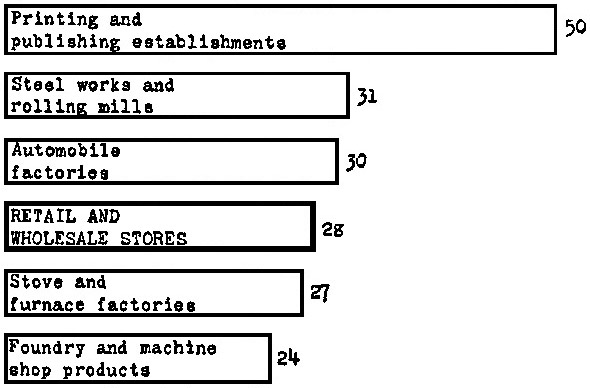 Printing and
publishing establishments
50
Steel works and
rolling mills
31
Automobile
factories
30
RETAIL AND
WHOLESALE STORES
28
Stove and
furnace factories
27
Foundry and machine
shop products
24